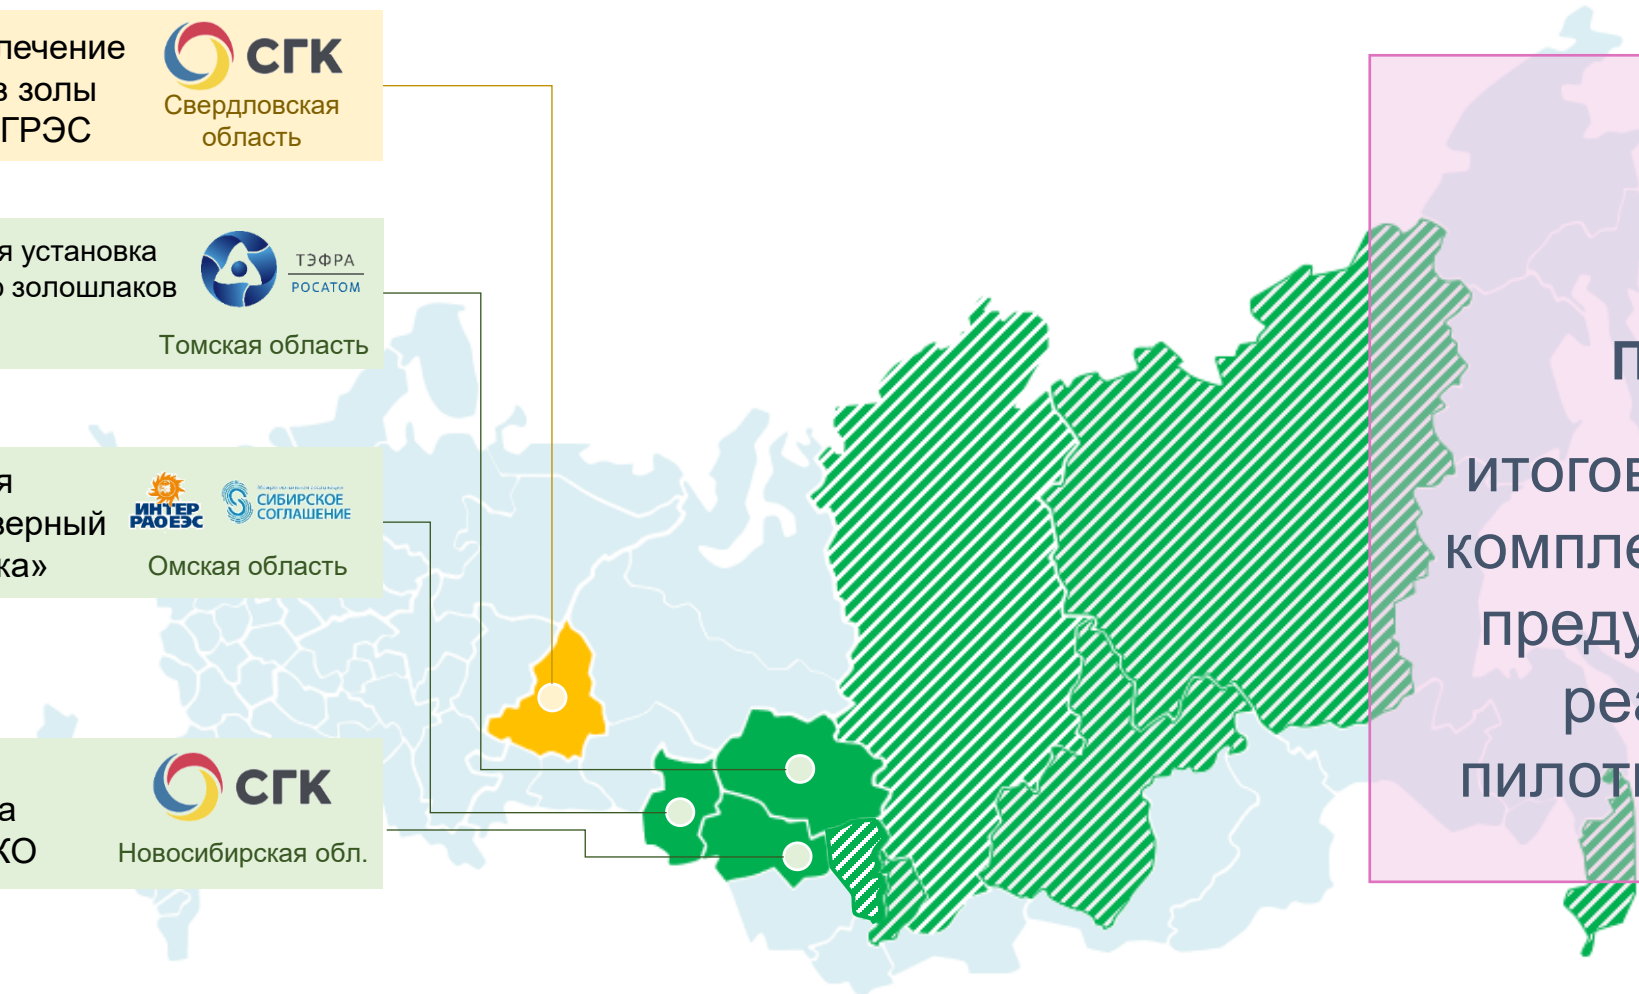 лечение
в золы
ГРЭС
СГК
Свердловская
область
я установка
о золошлаков
ТЭФРА
РОСАТОМ
Томская область
я
верный
ка»
ИНТЕР
РАО ЕЭС
СИБИРСКОЕ
СОГЛАШЕНИЕ
Омская область
а
КО
СГК
Новосибирская обл.
П
итогов
компле
преду
реа
пилот